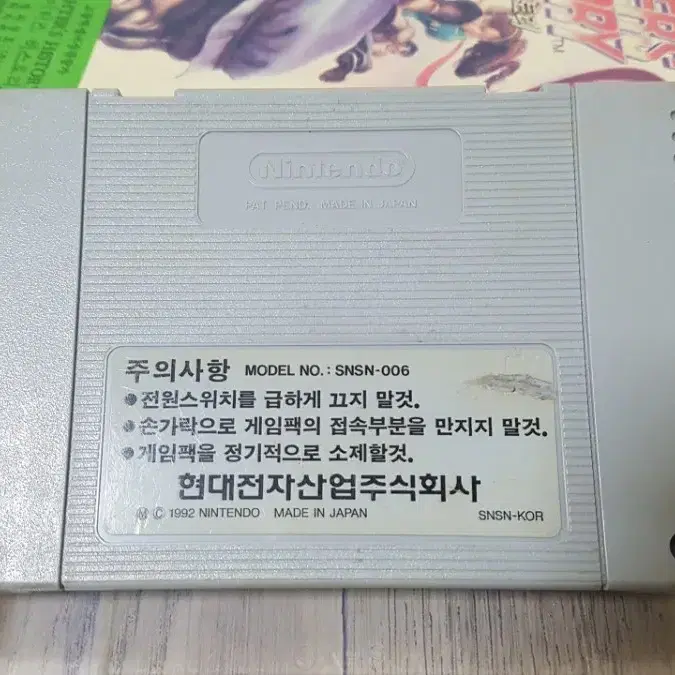 Nintendo
PAT. PEND. MADE IN JAPAN
주의사항 MODEL NO.: SNSN-006
●전원스위치를 급하게 끄지 말것.
●손가락으로 게임팩의 접속부분을 만지지 말것.
●게임팩을 정기적으로 소제할것.
현대전자산업주식회사
Ⓜ © 1992 NINTENDO MADE IN JAPAN SNSN-KOR